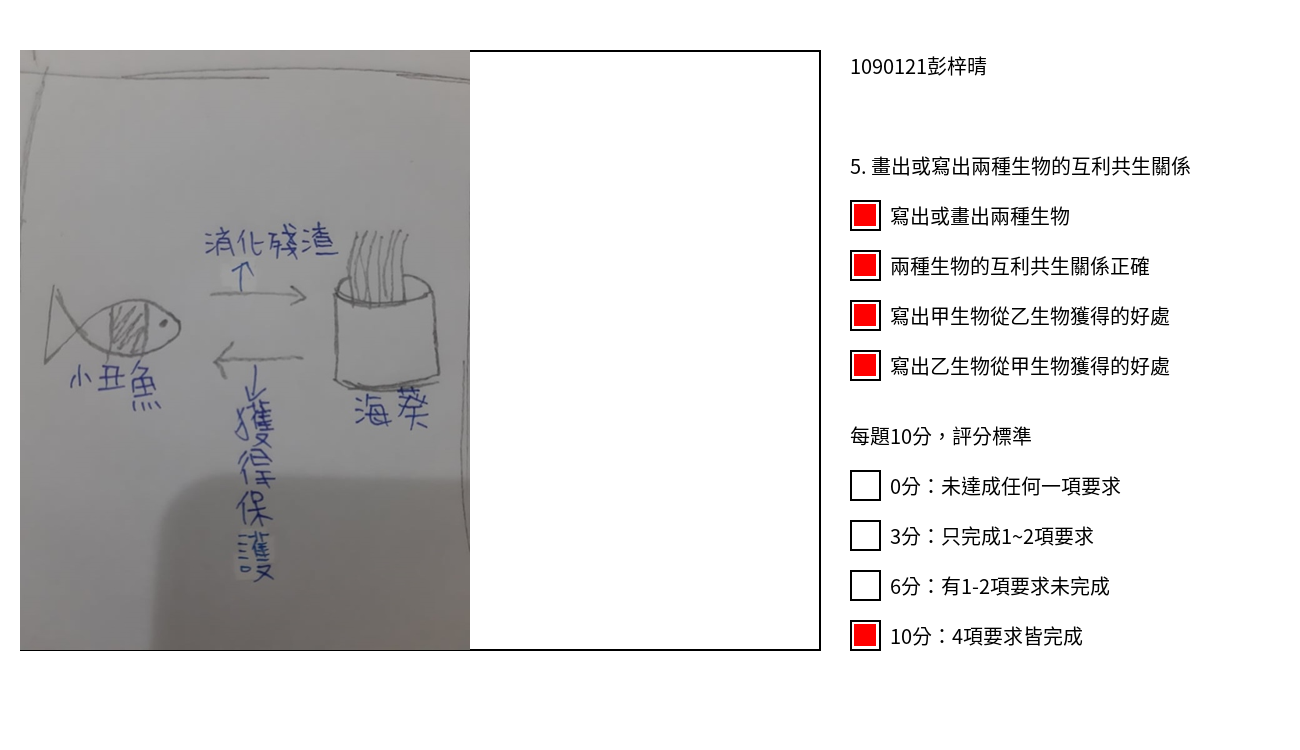 消化殘渣
小丑魚
海葵
獲得保護
1090121彭梓晴
5. 畫出或寫出兩種生物的互利共生關係
寫出或畫出兩種生物
兩種生物的互利共生關係正確
寫出甲生物從乙生物獲得的好處
寫出乙生物從甲生物獲得的好處
每題10分，評分標準
0分：未達成任何一項要求
3分：只完成1~2項要求
6分：有1-2項要求未完成
10分：4項要求皆完成